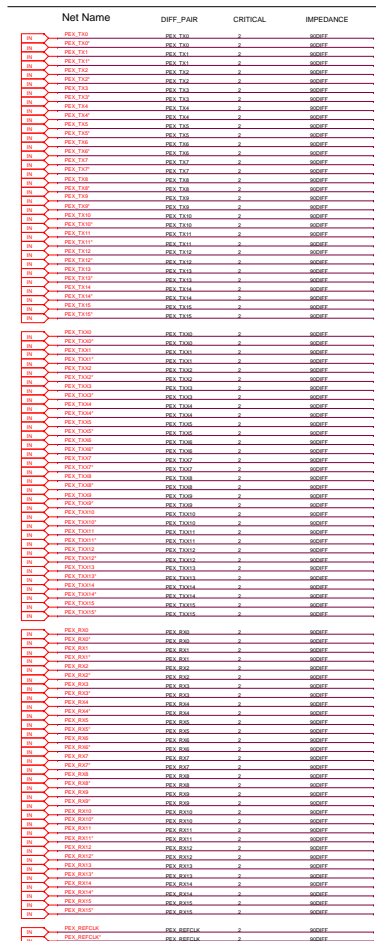 Net Name DIFF_PAIR CRITICAL IMPEDANCE
IN PEX_TX0 PEX_TX0 2 90DIFF
IN PEX_TX0* PEX_TX0 2 90DIFF
IN PEX_TX1 PEX_TX1 2 90DIFF
IN PEX_TX1* PEX_TX1 2 90DIFF
IN PEX_TX2 PEX_TX2 2 90DIFF
IN PEX_TX2* PEX_TX2 2 90DIFF
IN PEX_TX3 PEX_TX3 2 90DIFF
IN PEX_TX3* PEX_TX3 2 90DIFF
IN PEX_TX4 PEX_TX4 2 90DIFF
IN PEX_TX4* PEX_TX4 2 90DIFF
IN PEX_TX5 PEX_TX5 2 90DIFF
IN PEX_TX5* PEX_TX5 2 90DIFF
IN PEX_TX6 PEX_TX6 2 90DIFF
IN PEX_TX6* PEX_TX6 2 90DIFF
IN PEX_TX7 PEX_TX7 2 90DIFF
IN PEX_TX7* PEX_TX7 2 90DIFF
IN PEX_TX8 PEX_TX8 2 90DIFF
IN PEX_TX8* PEX_TX8 2 90DIFF
IN PEX_TX9 PEX_TX9 2 90DIFF
IN PEX_TX9* PEX_TX9 2 90DIFF
IN PEX_TX10 PEX_TX10 2 90DIFF
IN PEX_TX10* PEX_TX10 2 90DIFF
IN PEX_TX11 PEX_TX11 2 90DIFF
IN PEX_TX11* PEX_TX11 2 90DIFF
IN PEX_TX12 PEX_TX12 2 90DIFF
IN PEX_TX12* PEX_TX12 2 90DIFF
IN PEX_TX13 PEX_TX13 2 90DIFF
IN PEX_TX13* PEX_TX13 2 90DIFF
IN PEX_TX14 PEX_TX14 2 90DIFF
IN PEX_TX14* PEX_TX14 2 90DIFF
IN PEX_TX15 PEX_TX15 2 90DIFF
IN PEX_TX15* PEX_TX15 2 90DIFF
IN PEX_TXX0 PEX_TXX0 2 90DIFF
IN PEX_TXX0* PEX_TXX0 2 90DIFF
IN PEX_TXX1 PEX_TXX1 2 90DIFF
IN PEX_TXX1* PEX_TXX1 2 90DIFF
IN PEX_TXX2 PEX_TXX2 2 90DIFF
IN PEX_TXX2* PEX_TXX2 2 90DIFF
IN PEX_TXX3 PEX_TXX3 2 90DIFF
IN PEX_TXX3* PEX_TXX3 2 90DIFF
IN PEX_TXX4 PEX_TXX4 2 90DIFF
IN PEX_TXX4* PEX_TXX4 2 90DIFF
IN PEX_TXX5 PEX_TXX5 2 90DIFF
IN PEX_TXX5* PEX_TXX5 2 90DIFF
IN PEX_TXX6 PEX_TXX6 2 90DIFF
IN PEX_TXX6* PEX_TXX6 2 90DIFF
IN PEX_TXX7 PEX_TXX7 2 90DIFF
IN PEX_TXX7* PEX_TXX7 2 90DIFF
IN PEX_TXX8 PEX_TXX8 2 90DIFF
IN PEX_TXX8* PEX_TXX8 2 90DIFF
IN PEX_TXX9 PEX_TXX9 2 90DIFF
IN PEX_TXX9* PEX_TXX9 2 90DIFF
IN PEX_TXX10 PEX_TXX10 2 90DIFF
IN PEX_TXX10* PEX_TXX10 2 90DIFF
IN PEX_TXX11 PEX_TXX11 2 90DIFF
IN PEX_TXX11* PEX_TXX11 2 90DIFF
IN PEX_TXX12 PEX_TXX12 2 90DIFF
IN PEX_TXX12* PEX_TXX12 2 90DIFF
IN PEX_TXX13 PEX_TXX13 2 90DIFF
IN PEX_TXX13* PEX_TXX13 2 90DIFF
IN PEX_TXX14 PEX_TXX14 2 90DIFF
IN PEX_TXX14* PEX_TXX14 2 90DIFF
IN PEX_TXX15 PEX_TXX15 2 90DIFF
IN PEX_TXX15* PEX_TXX15 2 90DIFF
IN PEX_RX0 PEX_RX0 2 90DIFF
IN PEX_RX0* PEX_RX0 2 90DIFF
IN PEX_RX1 PEX_RX1 2 90DIFF
IN PEX_RX1* PEX_RX1 2 90DIFF
IN PEX_RX2 PEX_RX2 2 90DIFF
IN PEX_RX2* PEX_RX2 2 90DIFF
IN PEX_RX3 PEX_RX3 2 90DIFF
IN PEX_RX3* PEX_RX3 2 90DIFF
IN PEX_RX4 PEX_RX4 2 90DIFF
IN PEX_RX4* PEX_RX4 2 90DIFF
IN PEX_RX5 PEX_RX5 2 90DIFF
IN PEX_RX5* PEX_RX5 2 90DIFF
IN PEX_RX6 PEX_RX6 2 90DIFF
IN PEX_RX6* PEX_RX6 2 90DIFF
IN PEX_RX7 PEX_RX7 2 90DIFF
IN PEX_RX7* PEX_RX7 2 90DIFF
IN PEX_RX8 PEX_RX8 2 90DIFF
IN PEX_RX8* PEX_RX8 2 90DIFF
IN PEX_RX9 PEX_RX9 2 90DIFF
IN PEX_RX9* PEX_RX9 2 90DIFF
IN PEX_RX10 PEX_RX10 2 90DIFF
IN PEX_RX10* PEX_RX10 2 90DIFF
IN PEX_RX11 PEX_RX11 2 90DIFF
IN PEX_RX11* PEX_RX11 2 90DIFF
IN PEX_RX12 PEX_RX12 2 90DIFF
IN PEX_RX12* PEX_RX12 2 90DIFF
IN PEX_RX13 PEX_RX13 2 90DIFF
IN PEX_RX13* PEX_RX13 2 90DIFF
IN PEX_RX14 PEX_RX14 2 90DIFF
IN PEX_RX14* PEX_RX14 2 90DIFF
IN PEX_RX15 PEX_RX15 2 90DIFF
IN PEX_RX15* PEX_RX15 2 90DIFF
IN PEX_REFCLK PEX_REFCLK 2 90DIFF
IN PEX_REFCLK* PEX_REFCLK 2 90DIFF